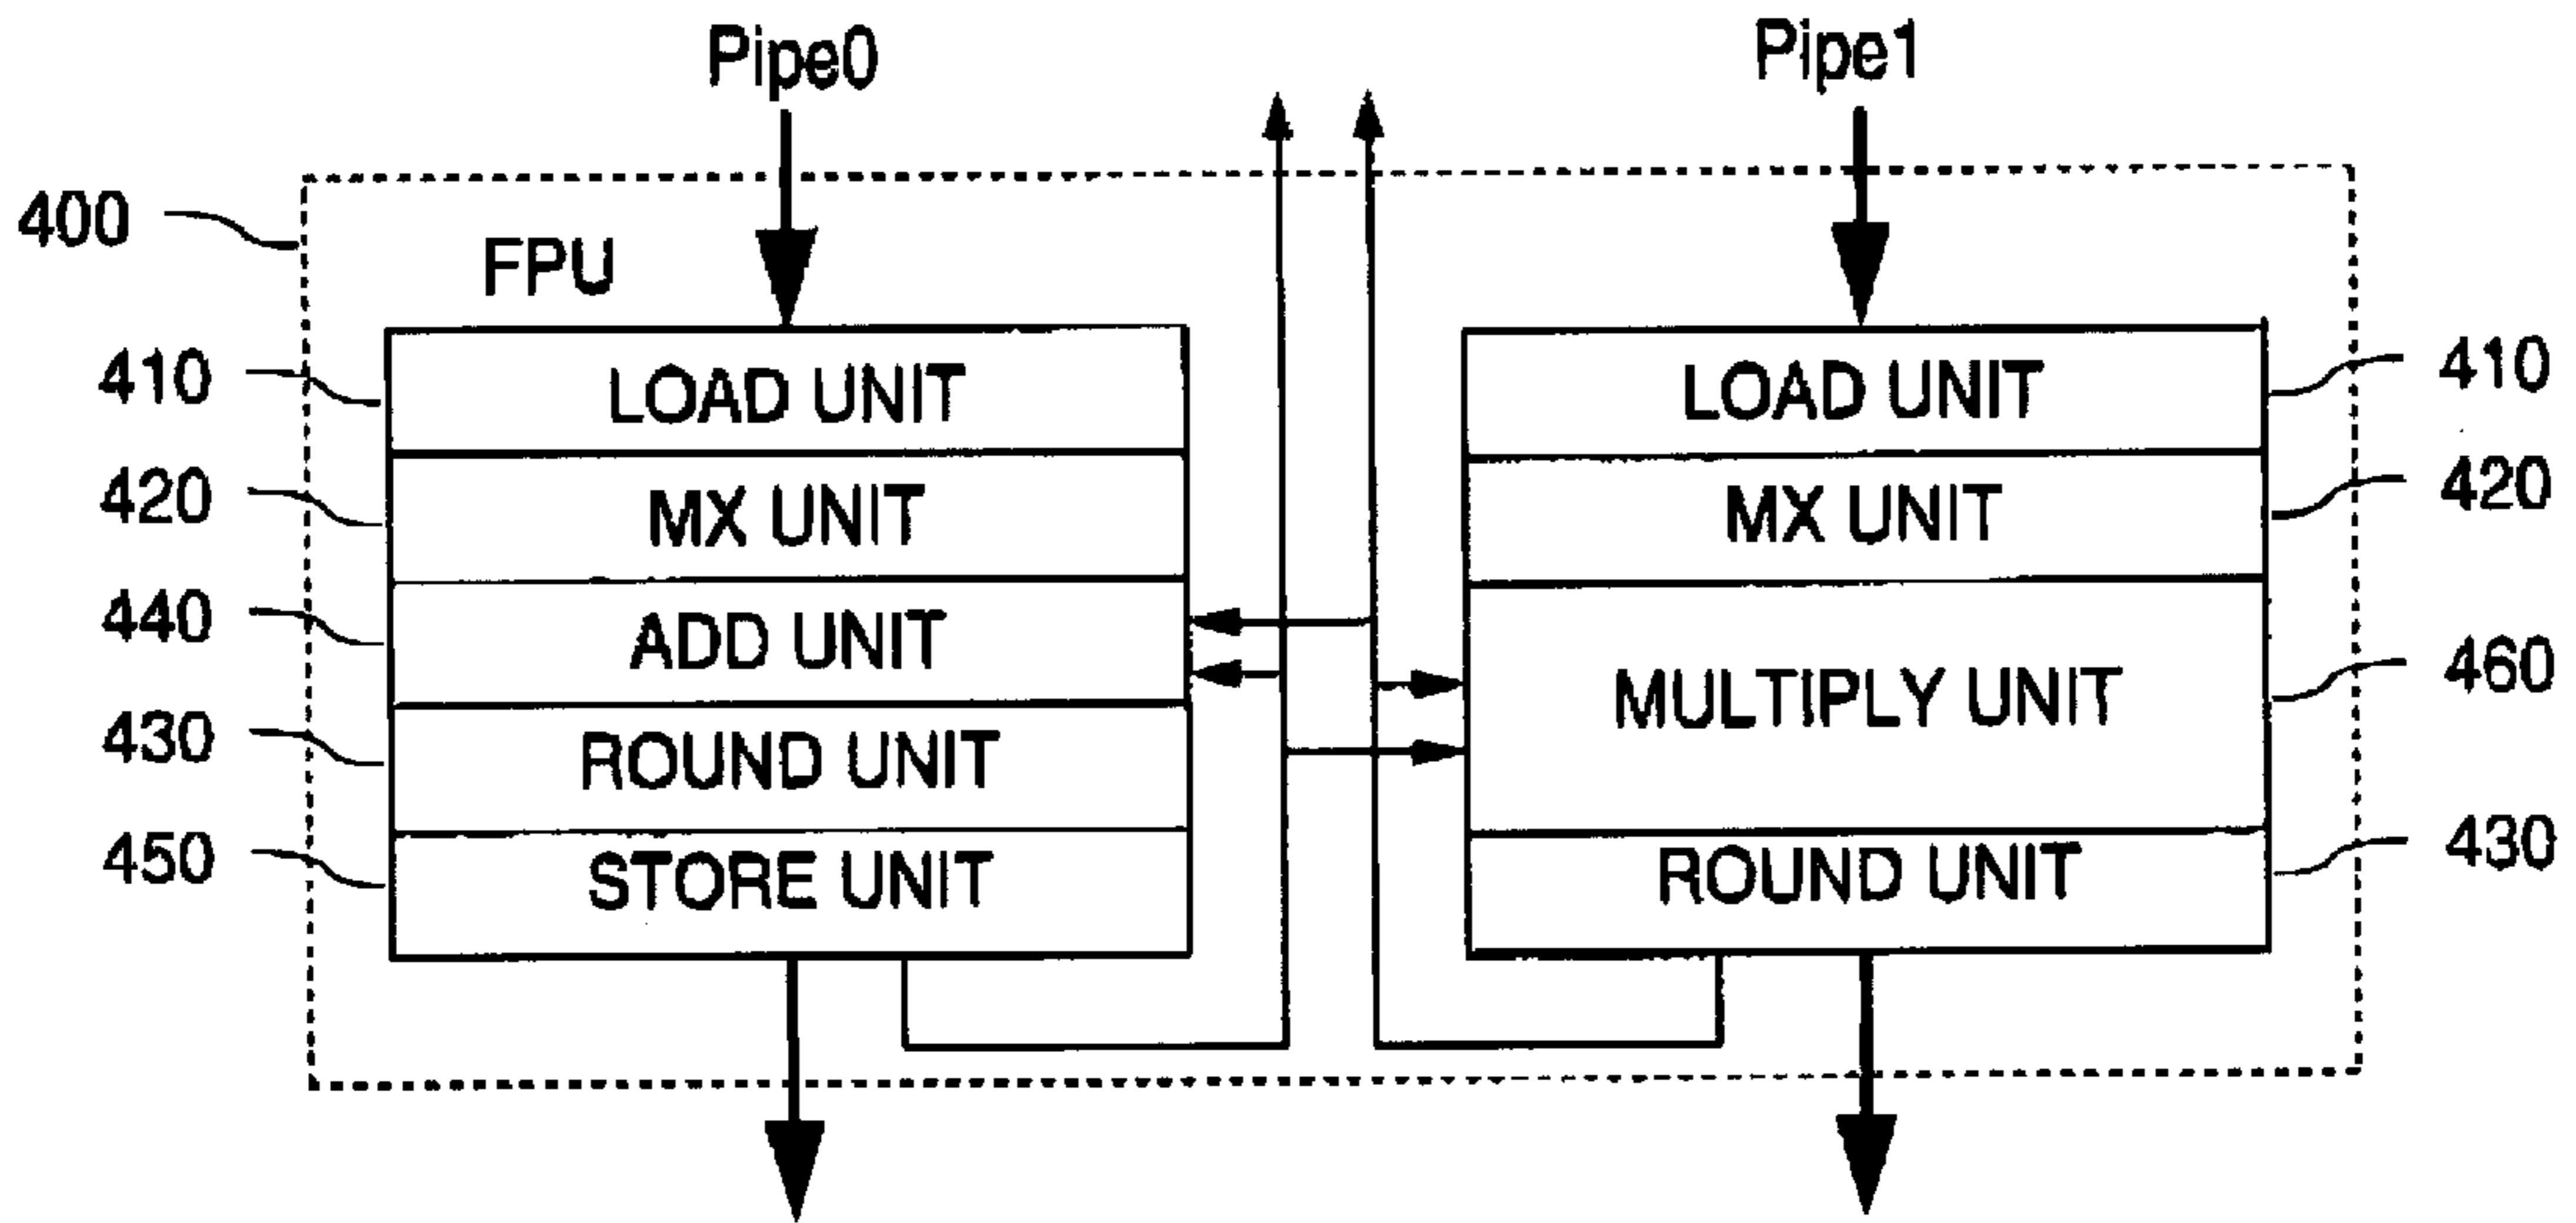 Pipe0
Pipe1
400
FPU
410
LOAD UNIT
LOAD UNIT
410
420
MX UNIT
MX UNIT
420
440
ADD UNIT
MULTIPLY UNIT
460
430
ROUND UNIT
450
STORE UNIT
ROUND UNIT
430